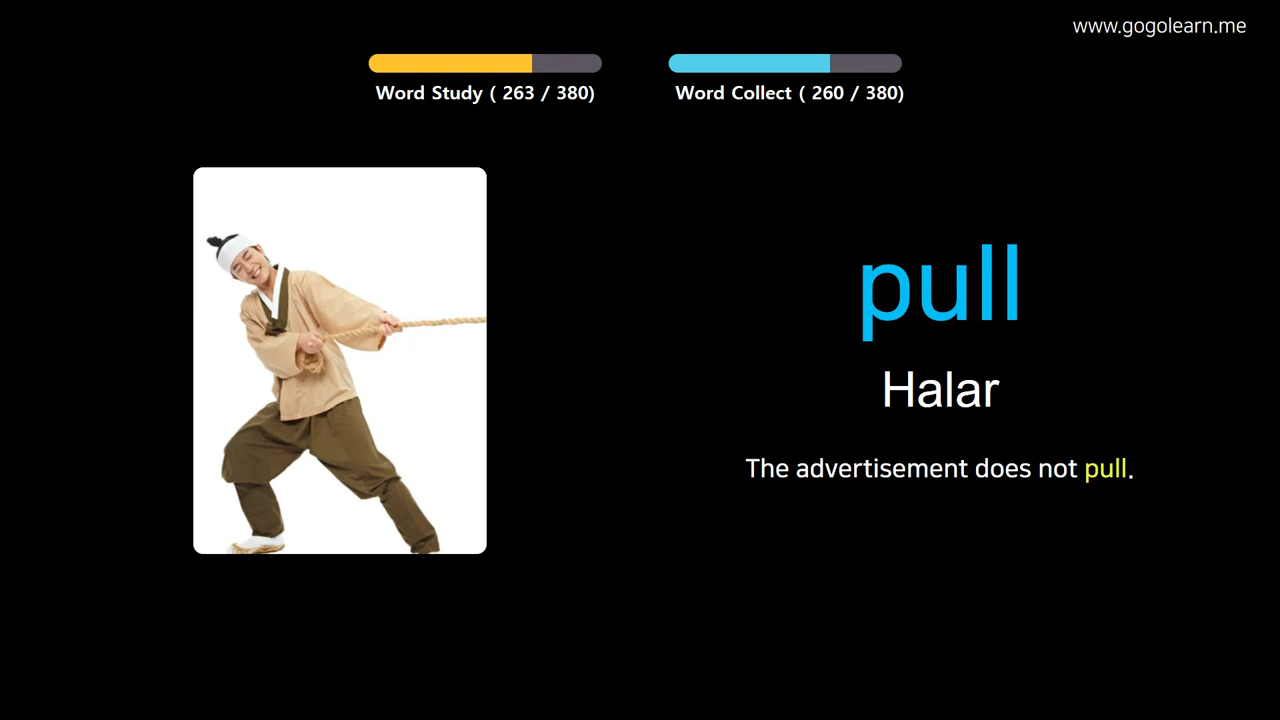 www.gogolearn.me
Word Study ( 263 / 380)
Word Collect ( 260 / 380)
pull
Halar
The advertisement does not pull.